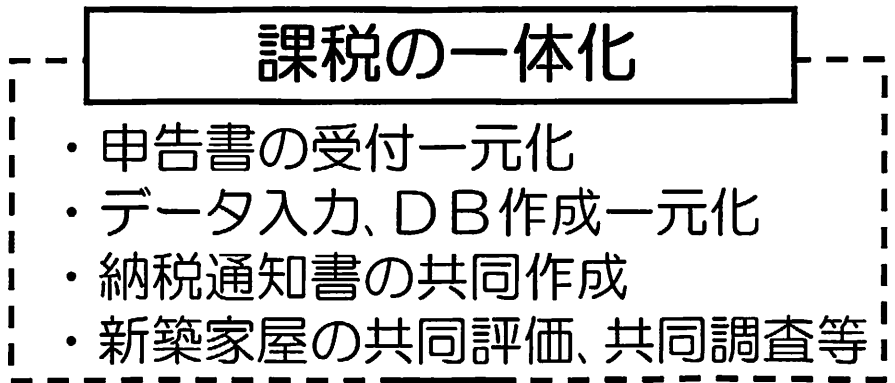 課税の一体化
・申告書の受付一元化
・データ入力、DB作成一元化
・納税通知書の共同作成
・新築家屋の共同評価、共同調査等